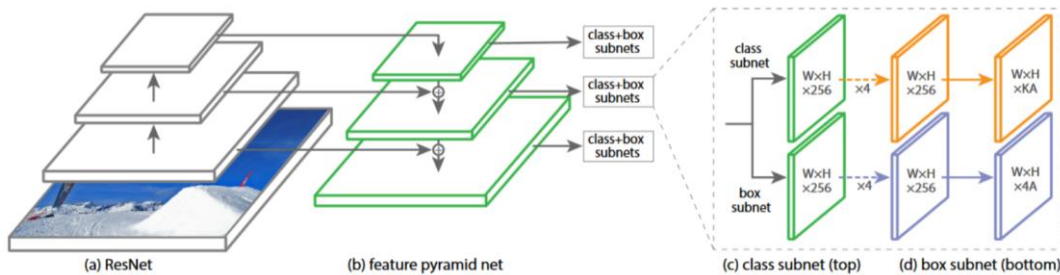 class+box
subnets
class+box
subnets
class+box
subnets
class
subnet
W×H
×256
×4
W×H
×256
W×H
×KA
box
subnet
W×H
×256
×4
W×H
×256
W×H
×4A
(a) ResNet
(b) feature pyramid net
(c) class subnet (top)
(d) box subnet (bottom)